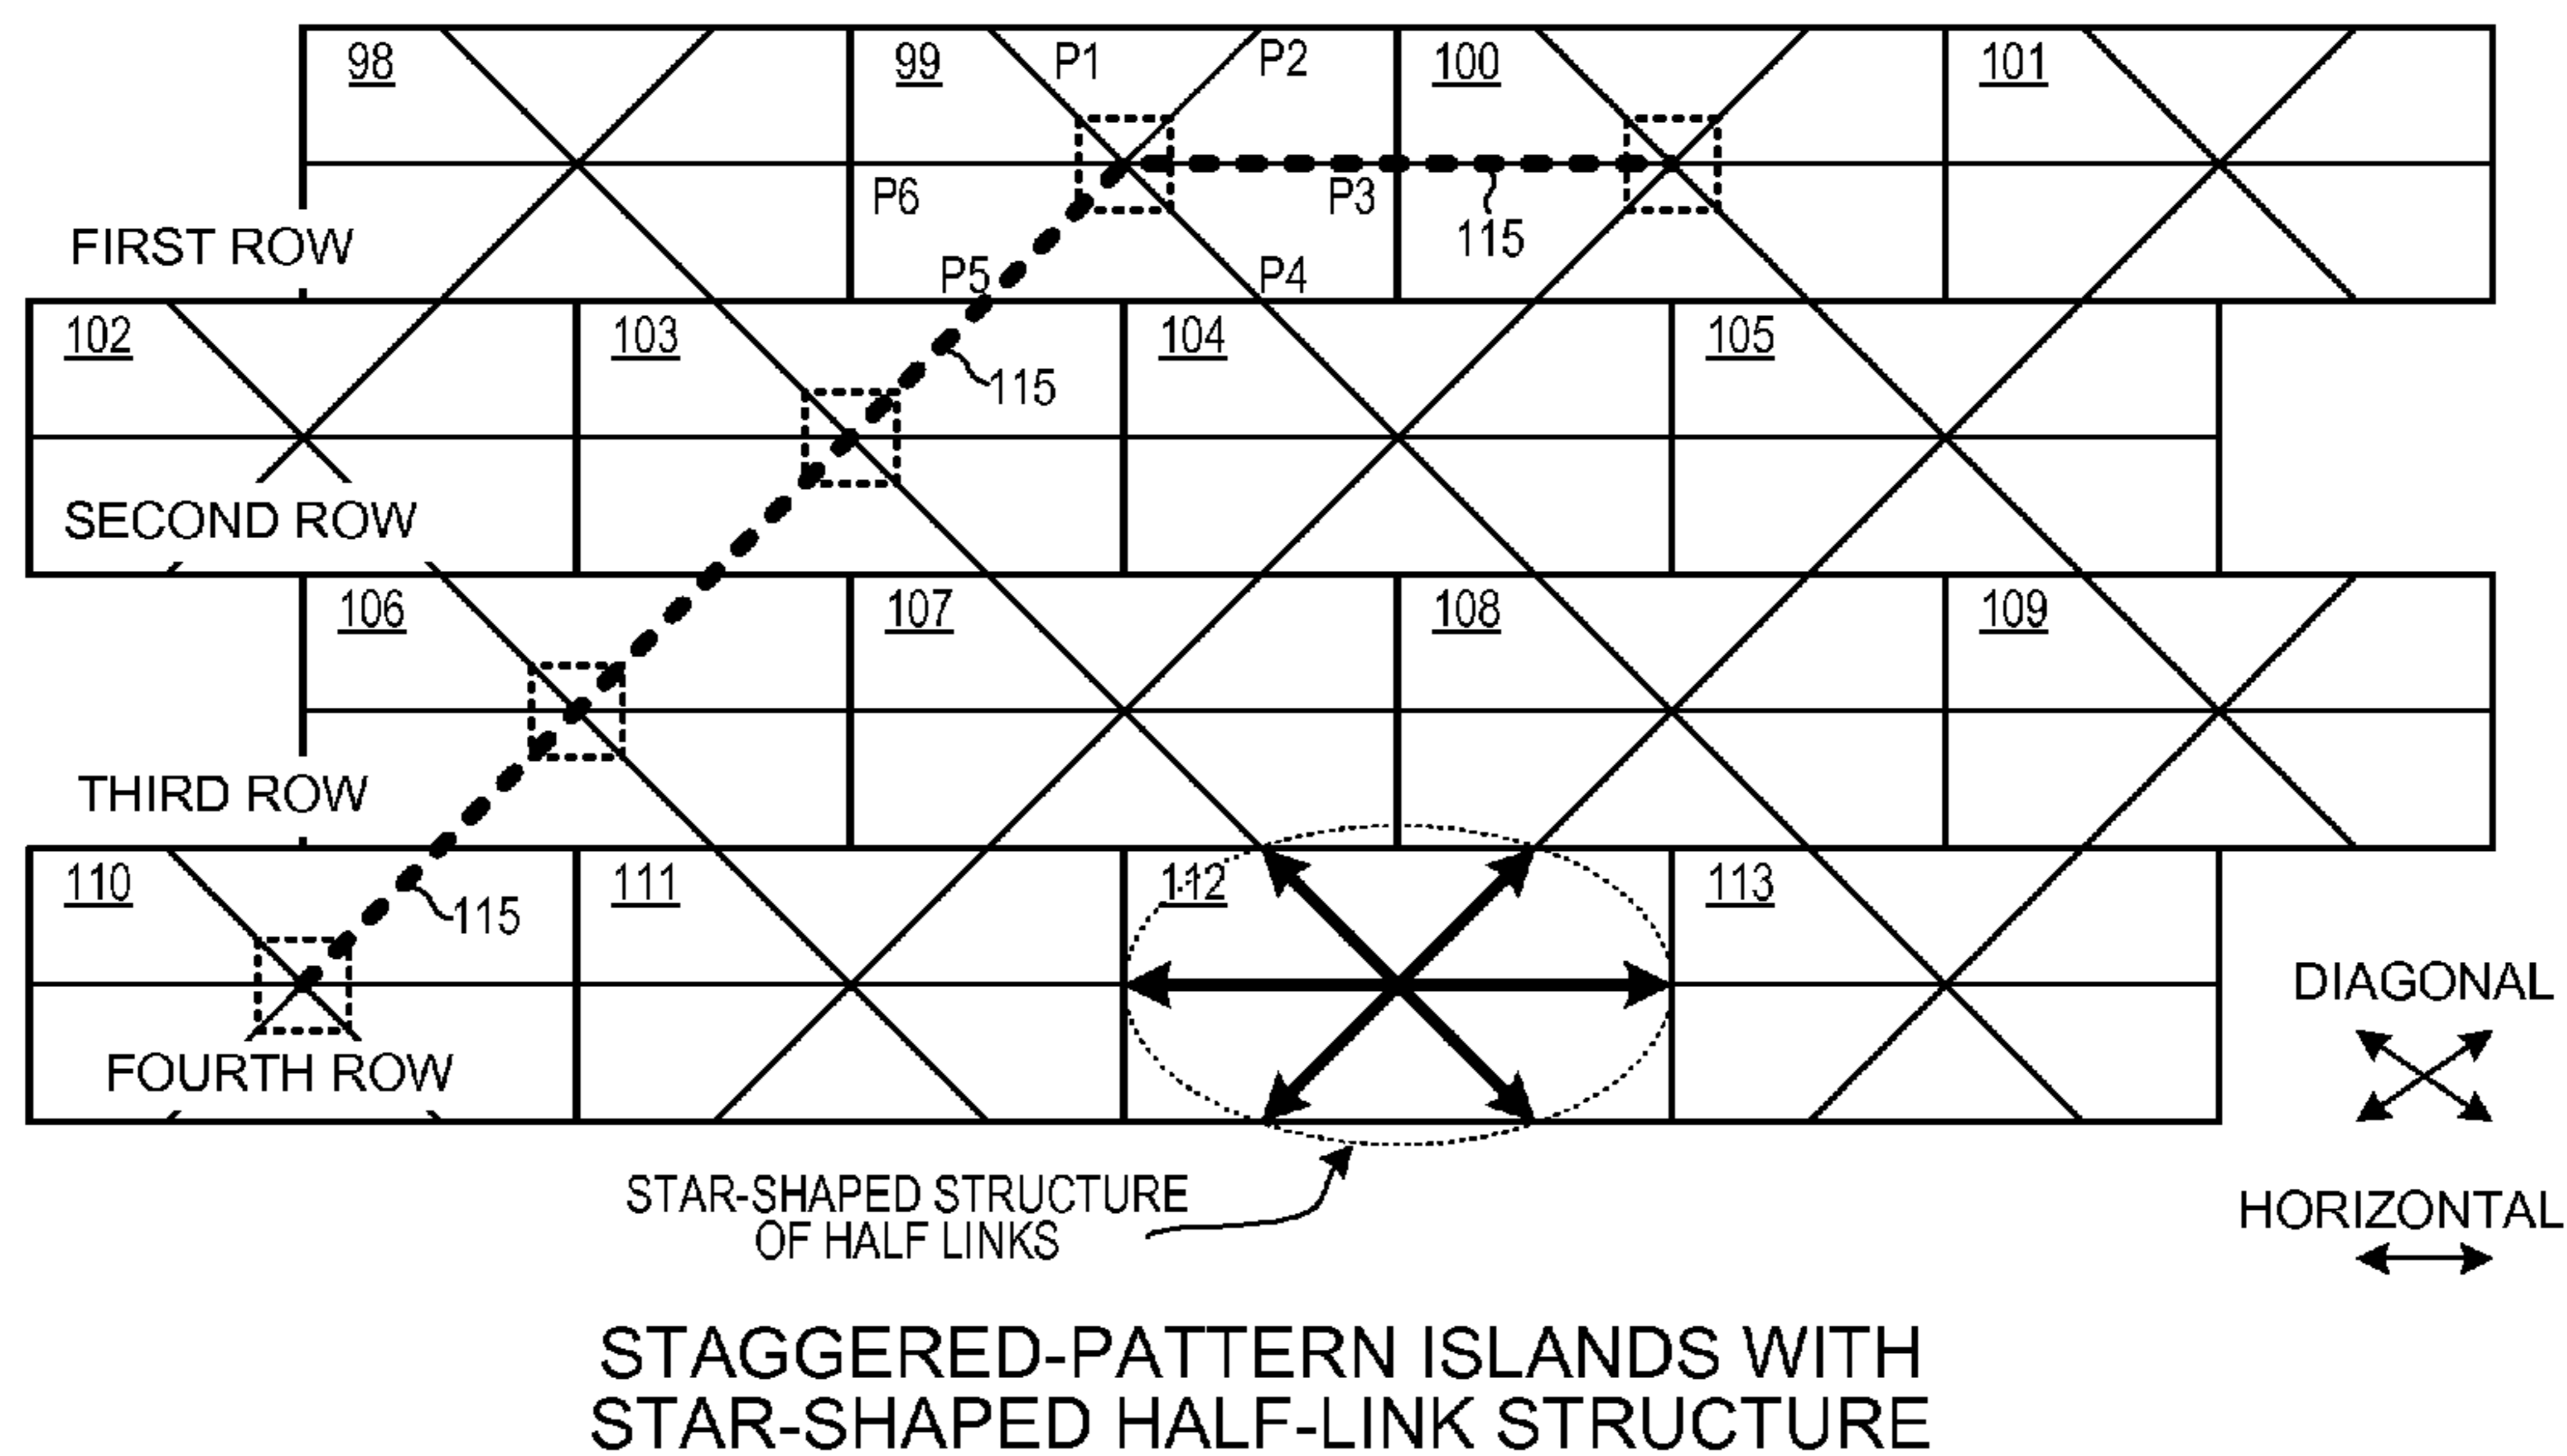 98
99
P1
P2
100
101
P6
P3
115
FIRST ROW
P5
P4
102
103
104
105
115
SECOND ROW
106
107
108
109
THIRD ROW
110
111
112
113
115
FOURTH ROW
DIAGONAL
STAR-SHAPED STRUCTURE
OF HALF LINKS
HORIZONTAL
STAGGERED-PATTERN ISLANDS WITH
STAR-SHAPED HALF-LINK STRUCTURE